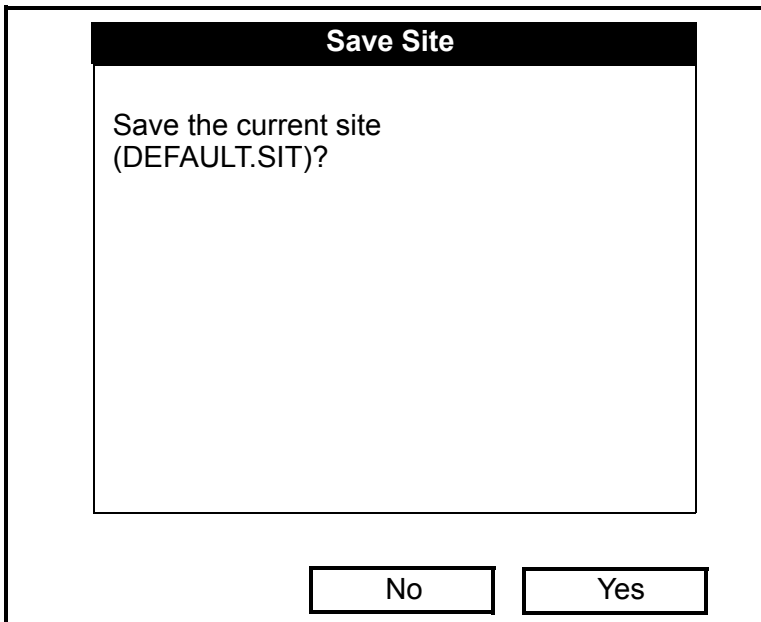 Save Site
Save the current site
(DEFAULT.SIT)?
No
Yes